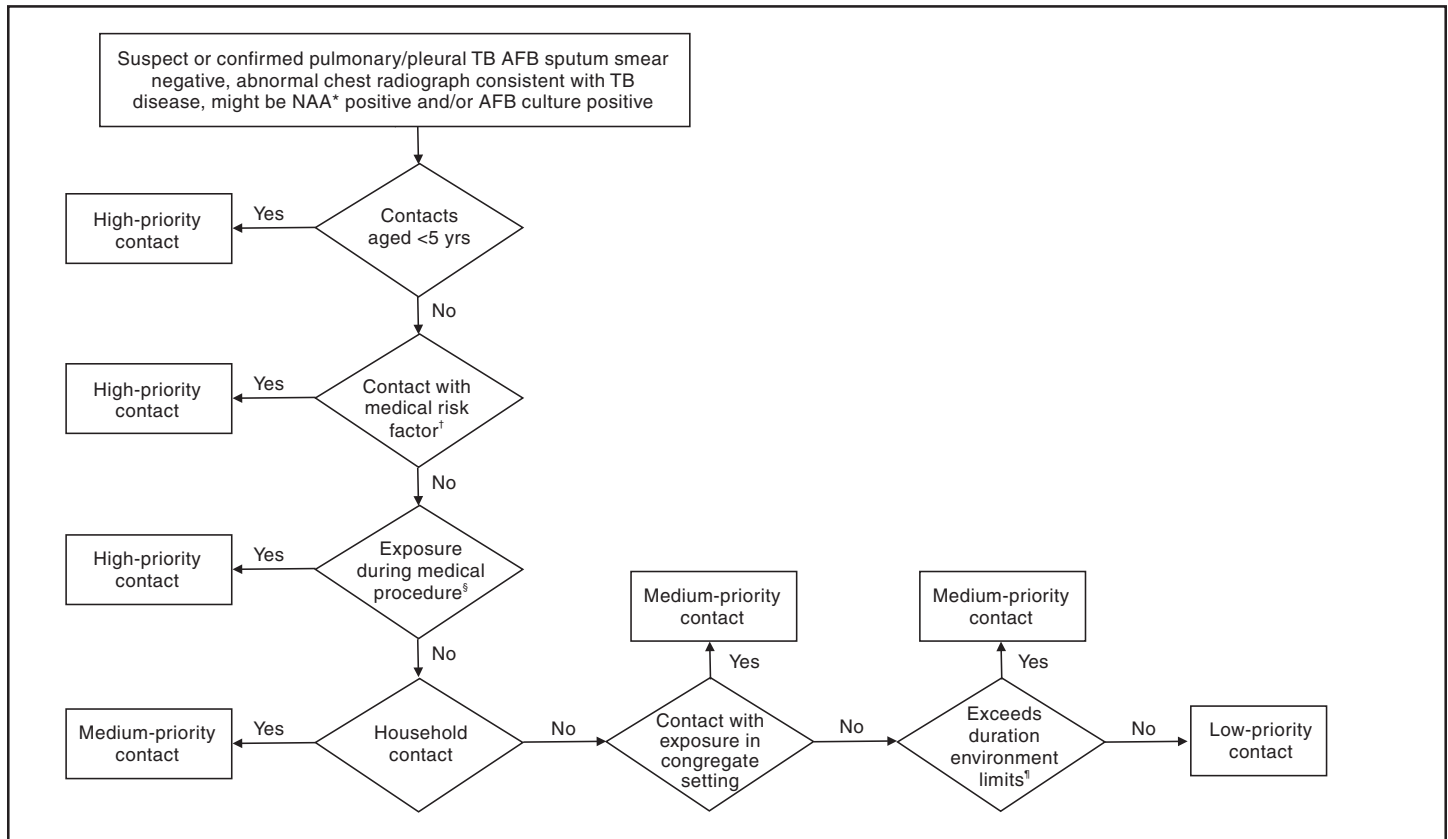 Suspect or confirmed pulmonary/pleural TB AFB sputum smear
negative, abnormal chest radiograph consistent with TB
disease, might be NAA* positive and/or AFB culture positive
High-priority
contact
Yes
Contacts
aged <5 yrs
No
High-priority
contact
Yes
Contact with
medical risk
factor†
No
High-priority
contact
Yes
Exposure
during medical
procedure§
No
Medium-priority
contact
Yes
Household
contact
No
Medium-priority
contact
Yes
Contact with
exposure in
congregate
setting
No
Medium-priority
contact
Yes
Exceeds
duration
environment
limits¶
No
Low-priority
contact